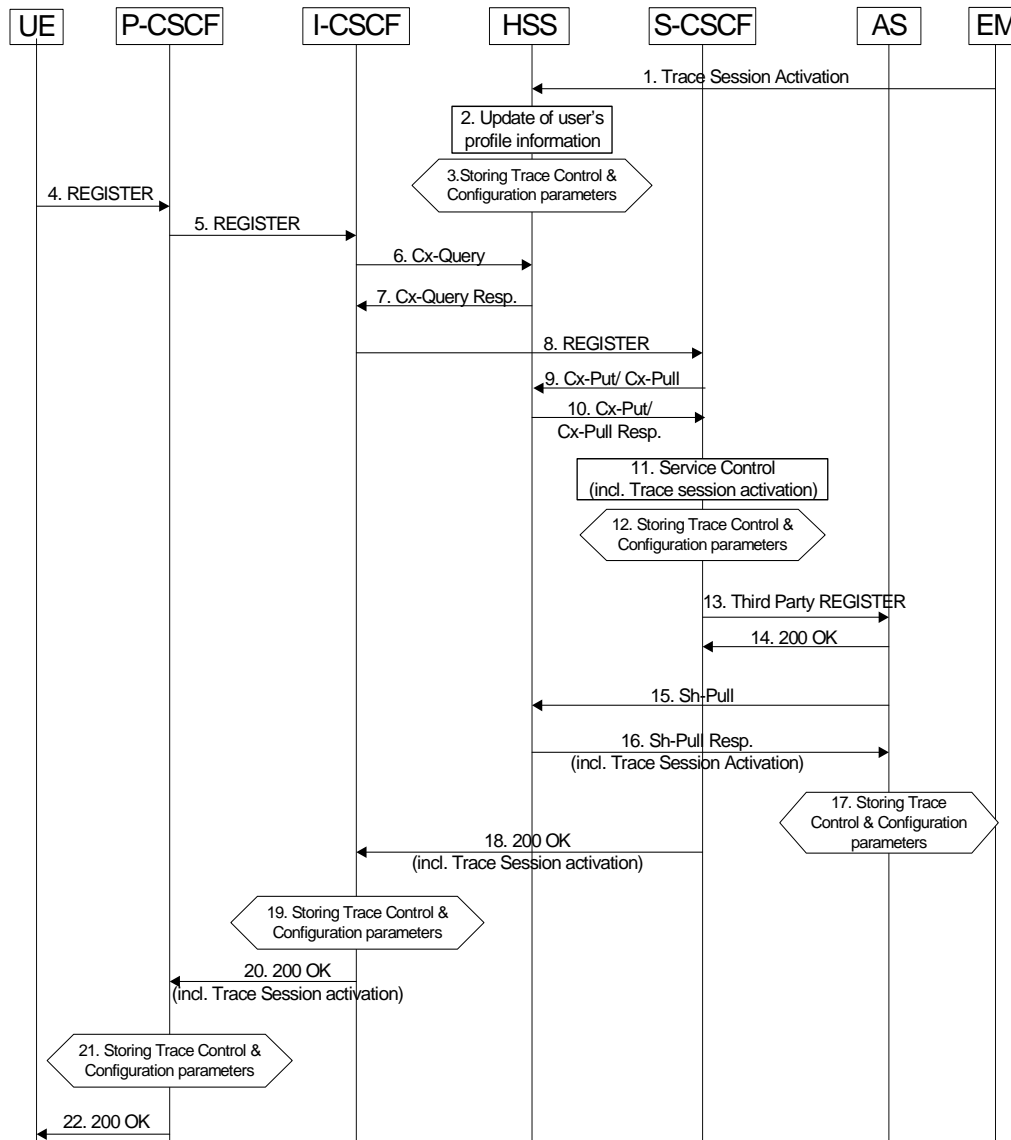 UE P-CSCF I-CSCF HSS S-CSCF AS EM
1. Trace Session Activation
2. Update of user's
profile information
3.Storing Trace Control &
Configuration parameters
4. REGISTER
5. REGISTER
6. Cx-Query
7. Cx-Query Resp.
8. REGISTER
9. Cx-Put/ Cx-Pull
10. Cx-Put/
Cx-Pull Resp.
11. Service Control
(incl. Trace session activation)
12. Storing Trace Control &
Configuration parameters
13. Third Party REGISTER
14. 200 OK
15. Sh-Pull
16. Sh-Pull Resp.
(incl. Trace Session Activation)
17. Storing Trace
Control & Configuration
parameters
18. 200 OK
(incl. Trace Session activation)
19. Storing Trace Control &
Configuration parameters
20. 200 OK
(incl. Trace Session activation)
21. Storing Trace Control &
Configuration parameters
22. 200 OK